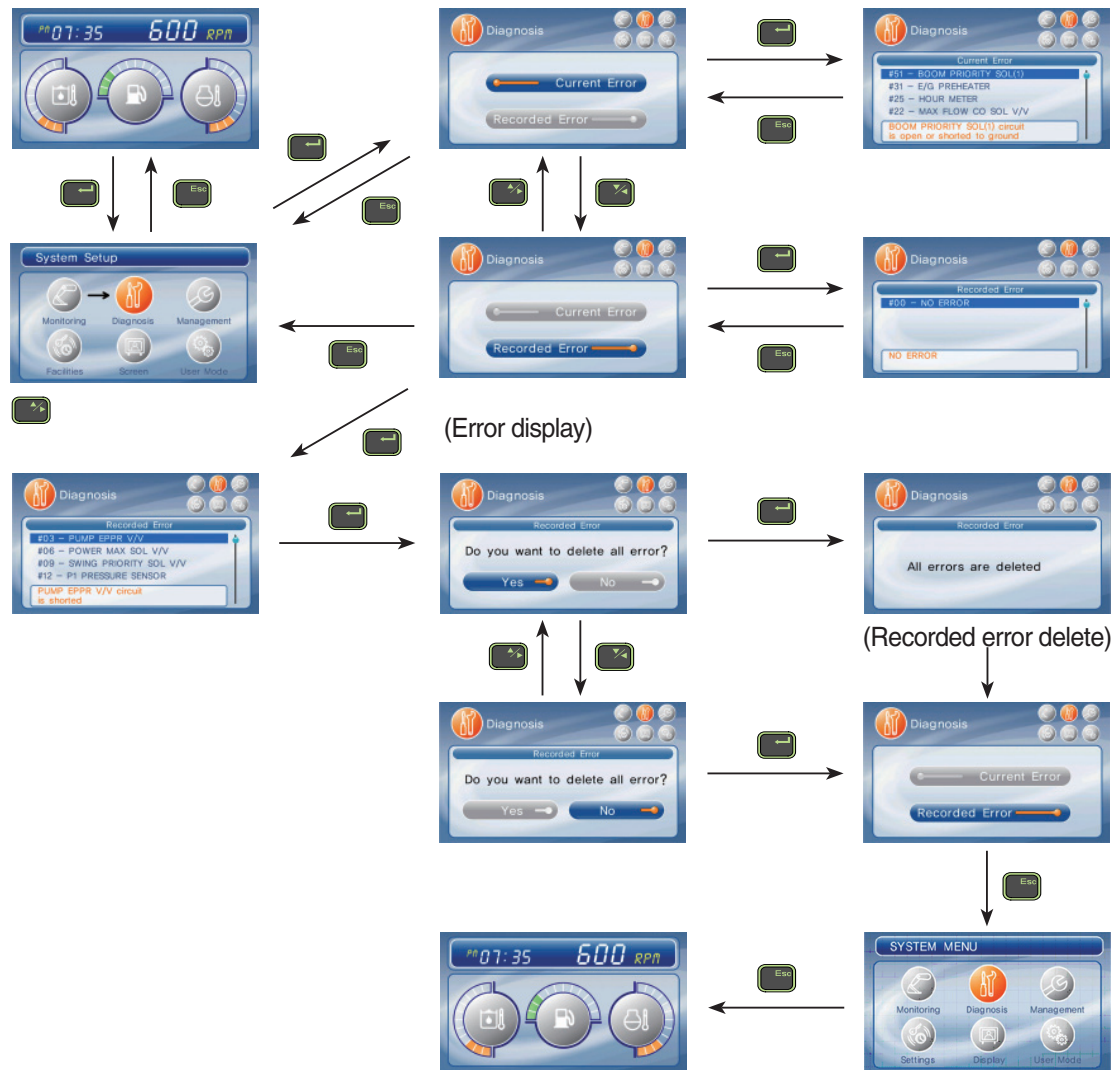 PM 07:35 600 RPM
Diagnosis
Current Error
Recorded Error
Diagnosis
Current Error
#51 - BOOM PRIORITY SOL(1)
#31 - E/G PREHEATER
#25 - HOUR METER
#22 - MAX FLOW CO SOL V/V
BOOM PRIORITY SOL(1) circuit
is open or shorted to ground
Esc
Esc
Esc
System Setup
Monitoring Diagnosis Management
Facilities Screen User Mode
Diagnosis
Current Error
Recorded Error
Diagnosis
Recorded Error
#00 - NO ERROR
NO ERROR
Esc
Esc
(Error display)
Diagnosis
Recorded Error
#03 - PUMP EPPR V/V
#06 - POWER MAX SOL V/V
#09 - SWING PRIORITY SOL V/V
#12 - P1 PRESSURE SENSOR
PUMP EPPR V/V circuit
is shorted
Diagnosis
Recorded Error
Do you want to delete all error?
Yes No
Diagnosis
Recorded Error
All errors are deleted
(Recorded error delete)
Diagnosis
Recorded Error
Do you want to delete all error?
Yes No
Diagnosis
Current Error
Recorded Error
Esc
PM 07:35 600 RPM
Esc
SYSTEM MENU
Monitoring Diagnosis Management
Settings Display User Mode